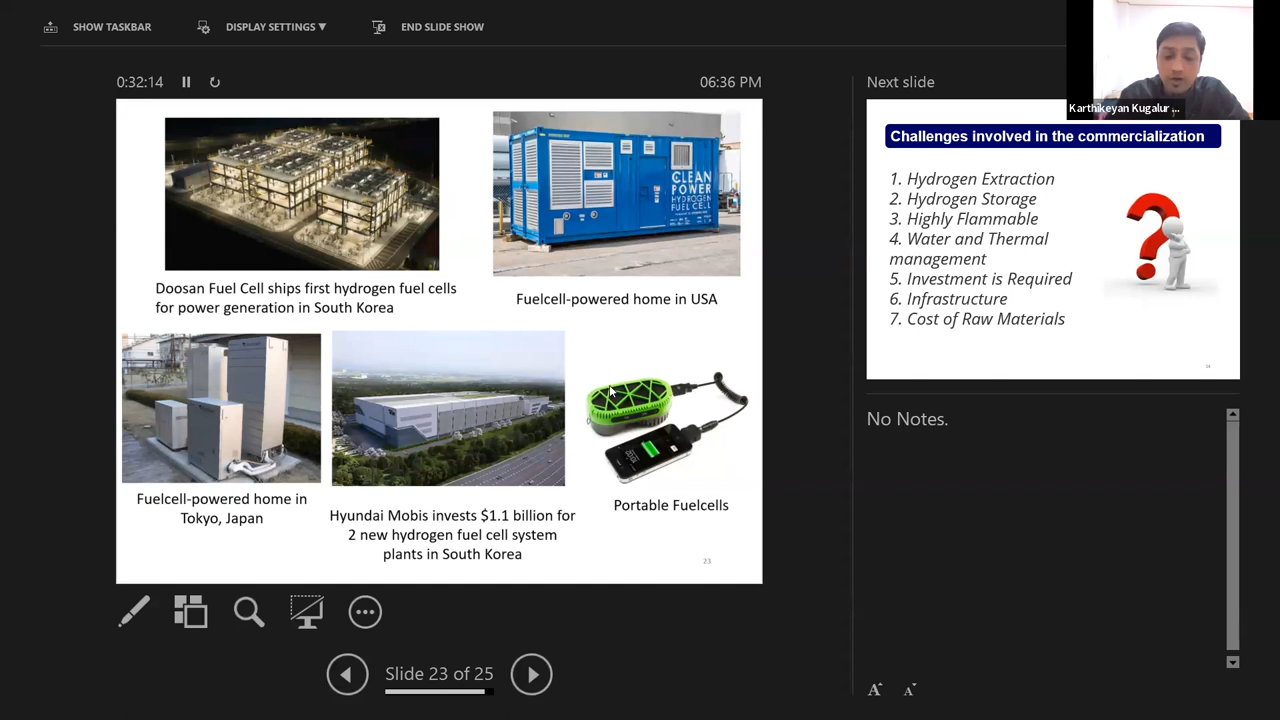 SHOW TASKBAR
DISPLAY SETTINGS ▼
END SLIDE SHOW
0:32:14
06:36 PM
Next slide
Karthikeyan Kugalur ...
CLEAN
POWER
HYDROGEN
FUEL CELL
Doosan Fuel Cell ships first hydrogen fuel cells
for power generation in South Korea
Fuelcell-powered home in USA
Fuelcell-powered home in
Tokyo, Japan
Hyundai Mobis invests $1.1 billion for
2 new hydrogen fuel cell system
plants in South Korea
Portable Fuelcells
23
Challenges involved in the commercialization
1. Hydrogen Extraction
2. Hydrogen Storage
3. Highly Flammable
4. Water and Thermal
management
5. Investment is Required
6. Infrastructure
7. Cost of Raw Materials
No Notes.
Slide 23 of 25
A
A